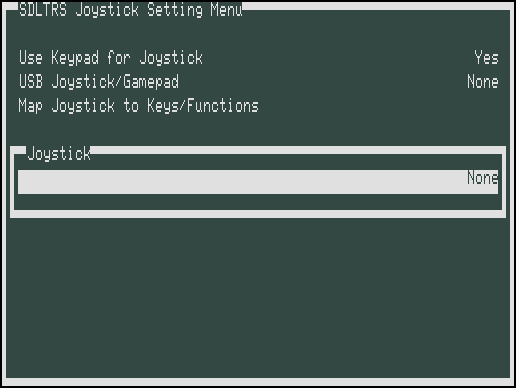 SDLTRS Joystick Setting Menu
Use Keypad for Joystick Yes
USB Joystick/Gamepad None
Map Joystick to Keys/Functions
Joystick
None